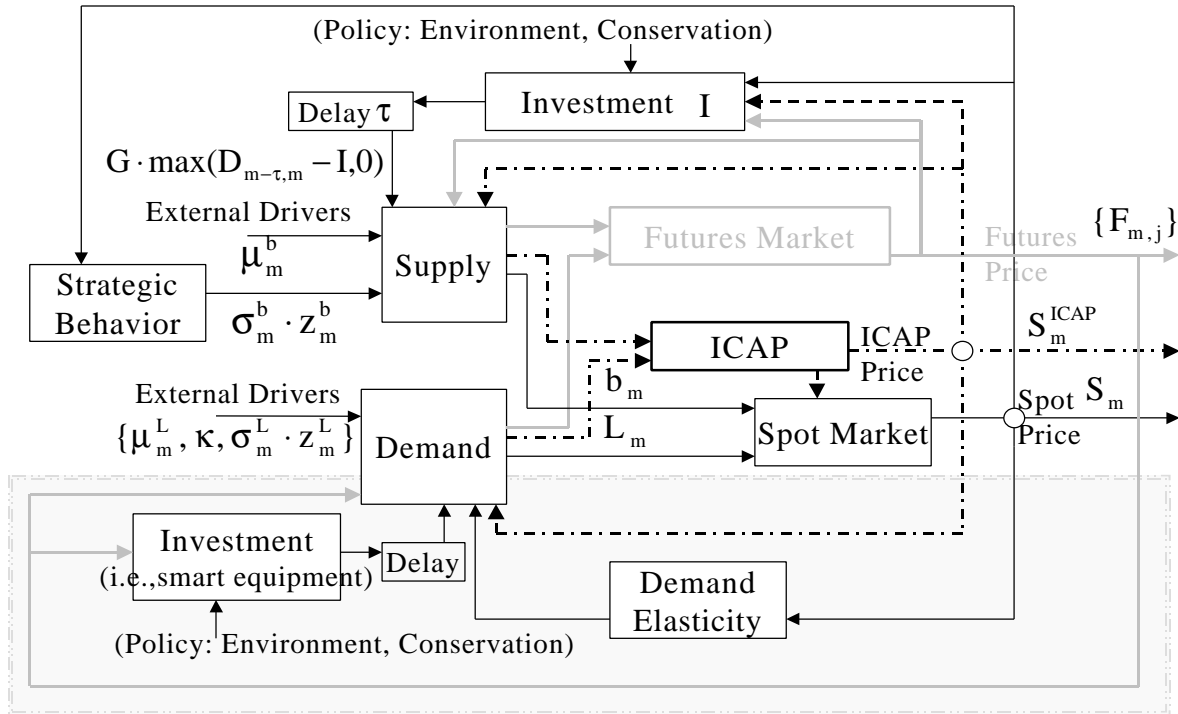 (Policy: Environment, Conservation)
Investment I
Delay τ
G · max(D_{m−τ,m} − I,0)
External Drivers
μ_m^b
Supply
Strategic
Behavior
σ_m^b · z_m^b
Futures Market
Futures
Price
{F_{m,j}}
ICAP
ICAP
Price
S_m^{ICAP}
b_m
External Drivers
{μ_m^L, κ, σ_m^L · z_m^L}
Demand
L_m
Spot Market
Spot
Price
S_m
Investment
(i.e.,smart equipment)
Delay
Demand
Elasticity
(Policy: Environment, Conservation)